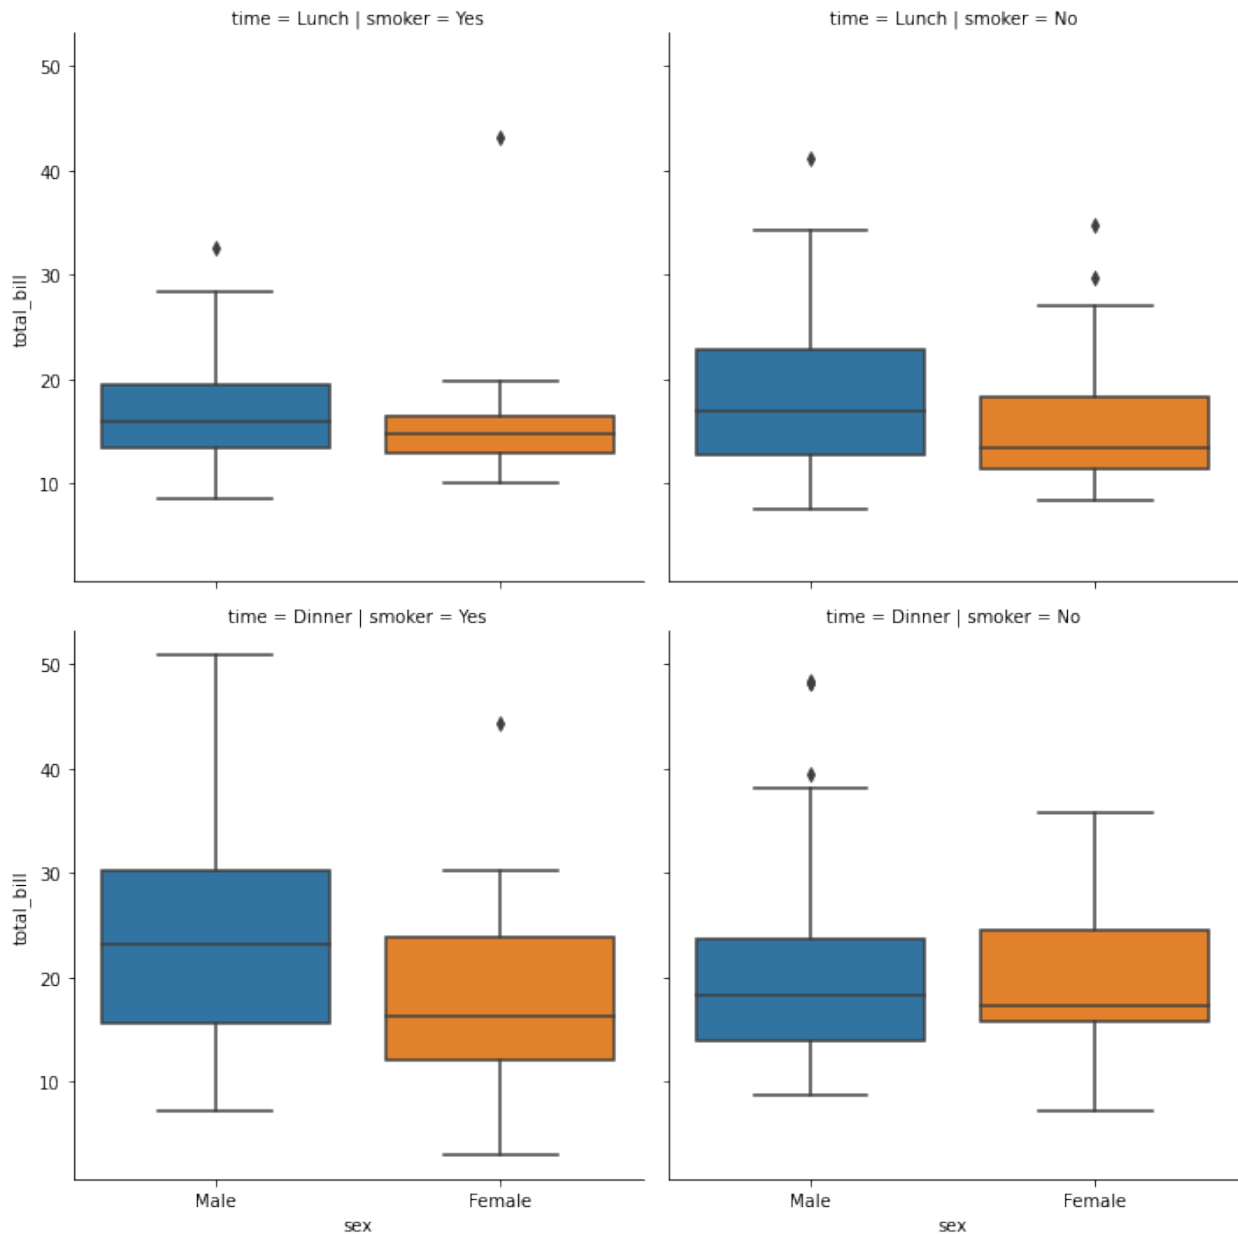 time = Lunch | smoker = Yes
time = Lunch | smoker = No
50
40
30
20
10
total_bill
time = Dinner | smoker = Yes
time = Dinner | smoker = No
50
40
30
20
10
total_bill
Male
Female
Male
Female
sex
sex